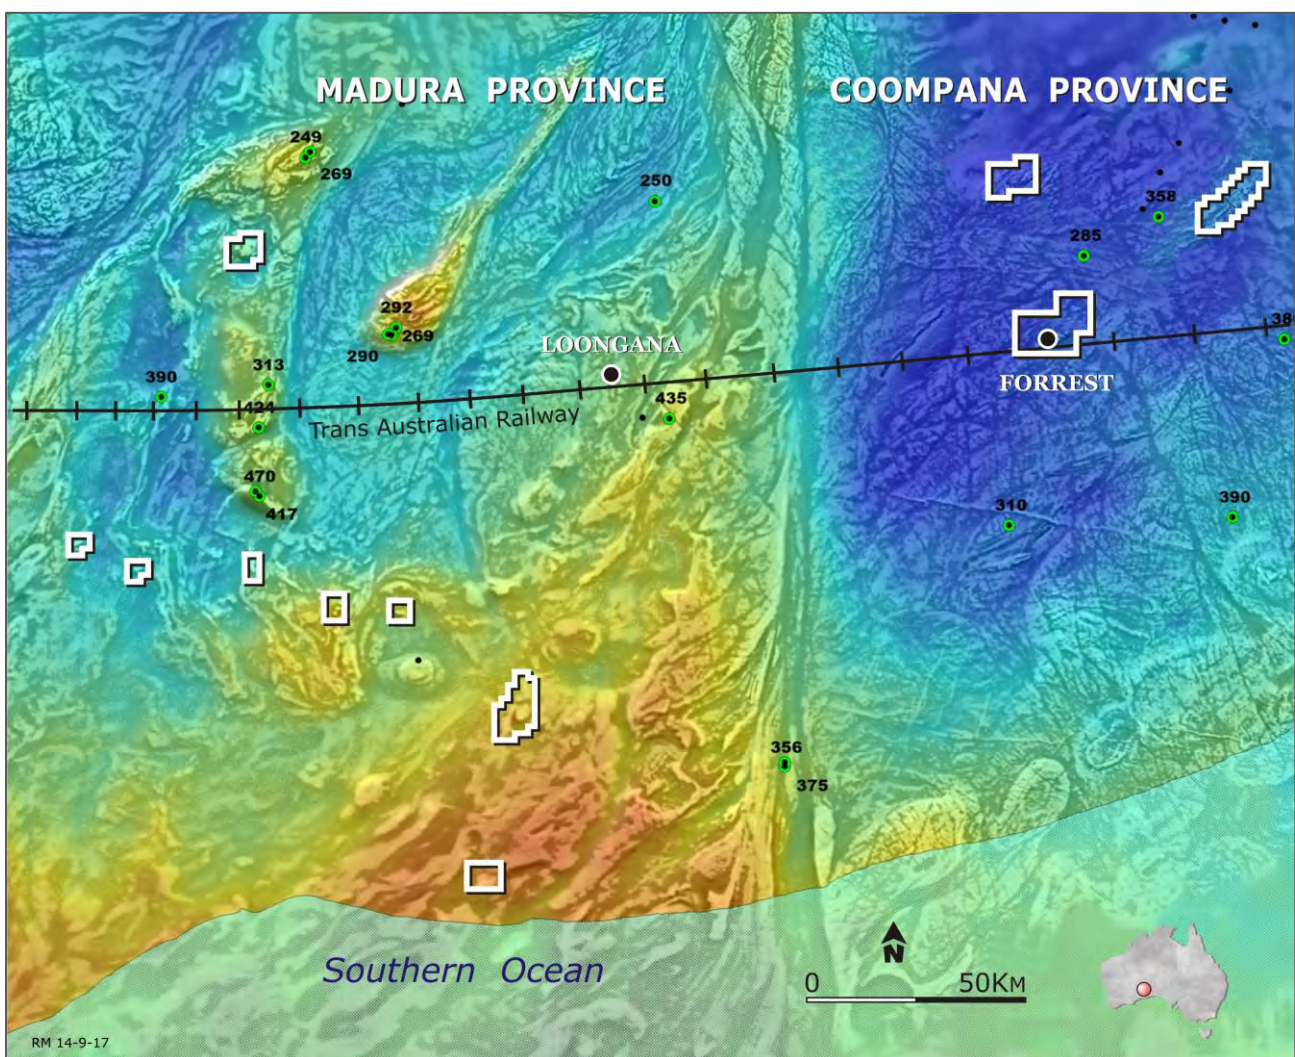 MADURA PROVINCE
COOMPANA PROVINCE
249
269
250
358
285
292
269
290
LOONGANA
FORREST
313
390
424
Trans Australian Railway
435
470
417
310
390
356
375
N
0 50KM
Southern Ocean
RM 14-9-17